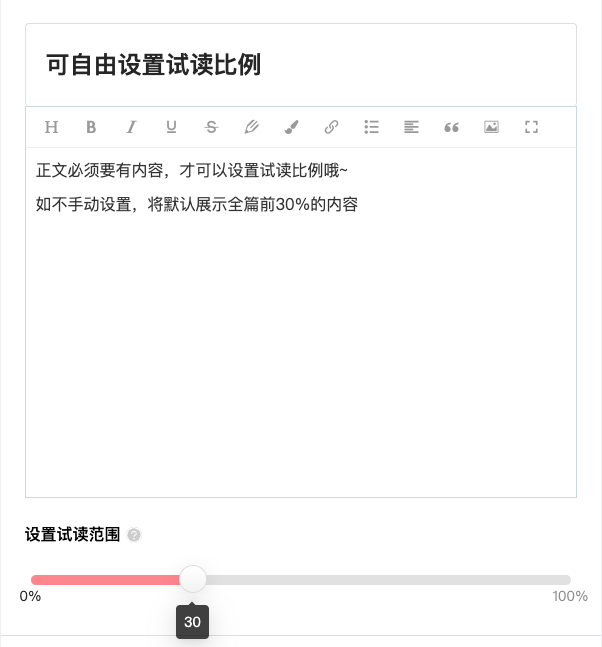 可自由设置试读比例
H B I U S
正文必须要有内容，才可以设置试读比例哦~
如不手动设置，将默认展示全篇前30%的内容
设置试读范围 ?
0% 100%
30